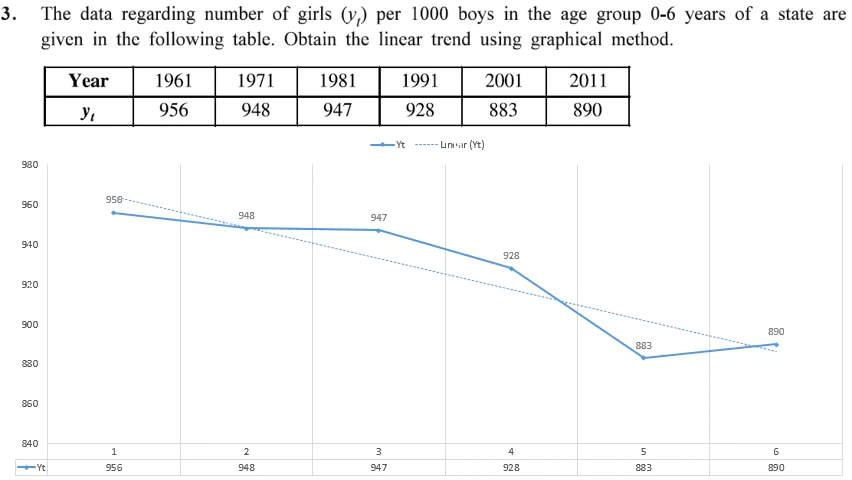 3. The data regarding number of girls (yₜ) per 1000 boys in the age group 0-6 years of a state are
given in the following table. Obtain the linear trend using graphical method.
Year 1961 1971 1981 1991 2001 2011
yₜ 956 948 947 928 883 890
Yt Linear (Yt)
980
960
940
920
900
880
860
840
956
948
947
928
883
890
1 2 3 4 5 6
Yt 956 948 947 928 883 890